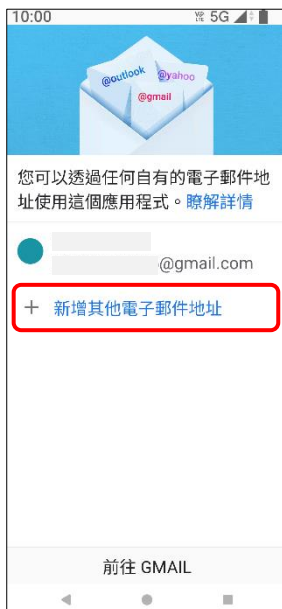 10:00 5G
@outlook @yahoo
@gmail
您可以透過任何自有的電子郵件地
址使用這個應用程式。瞭解詳情
@gmail.com
+ 新增其他電子郵件地址
前往 GMAIL